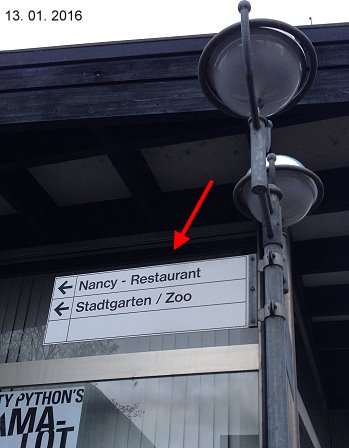 13. 01. 2016
Nancy - Restaurant
Stadtgarten / Zoo
TY PYTHON'S
AMA-
LOT